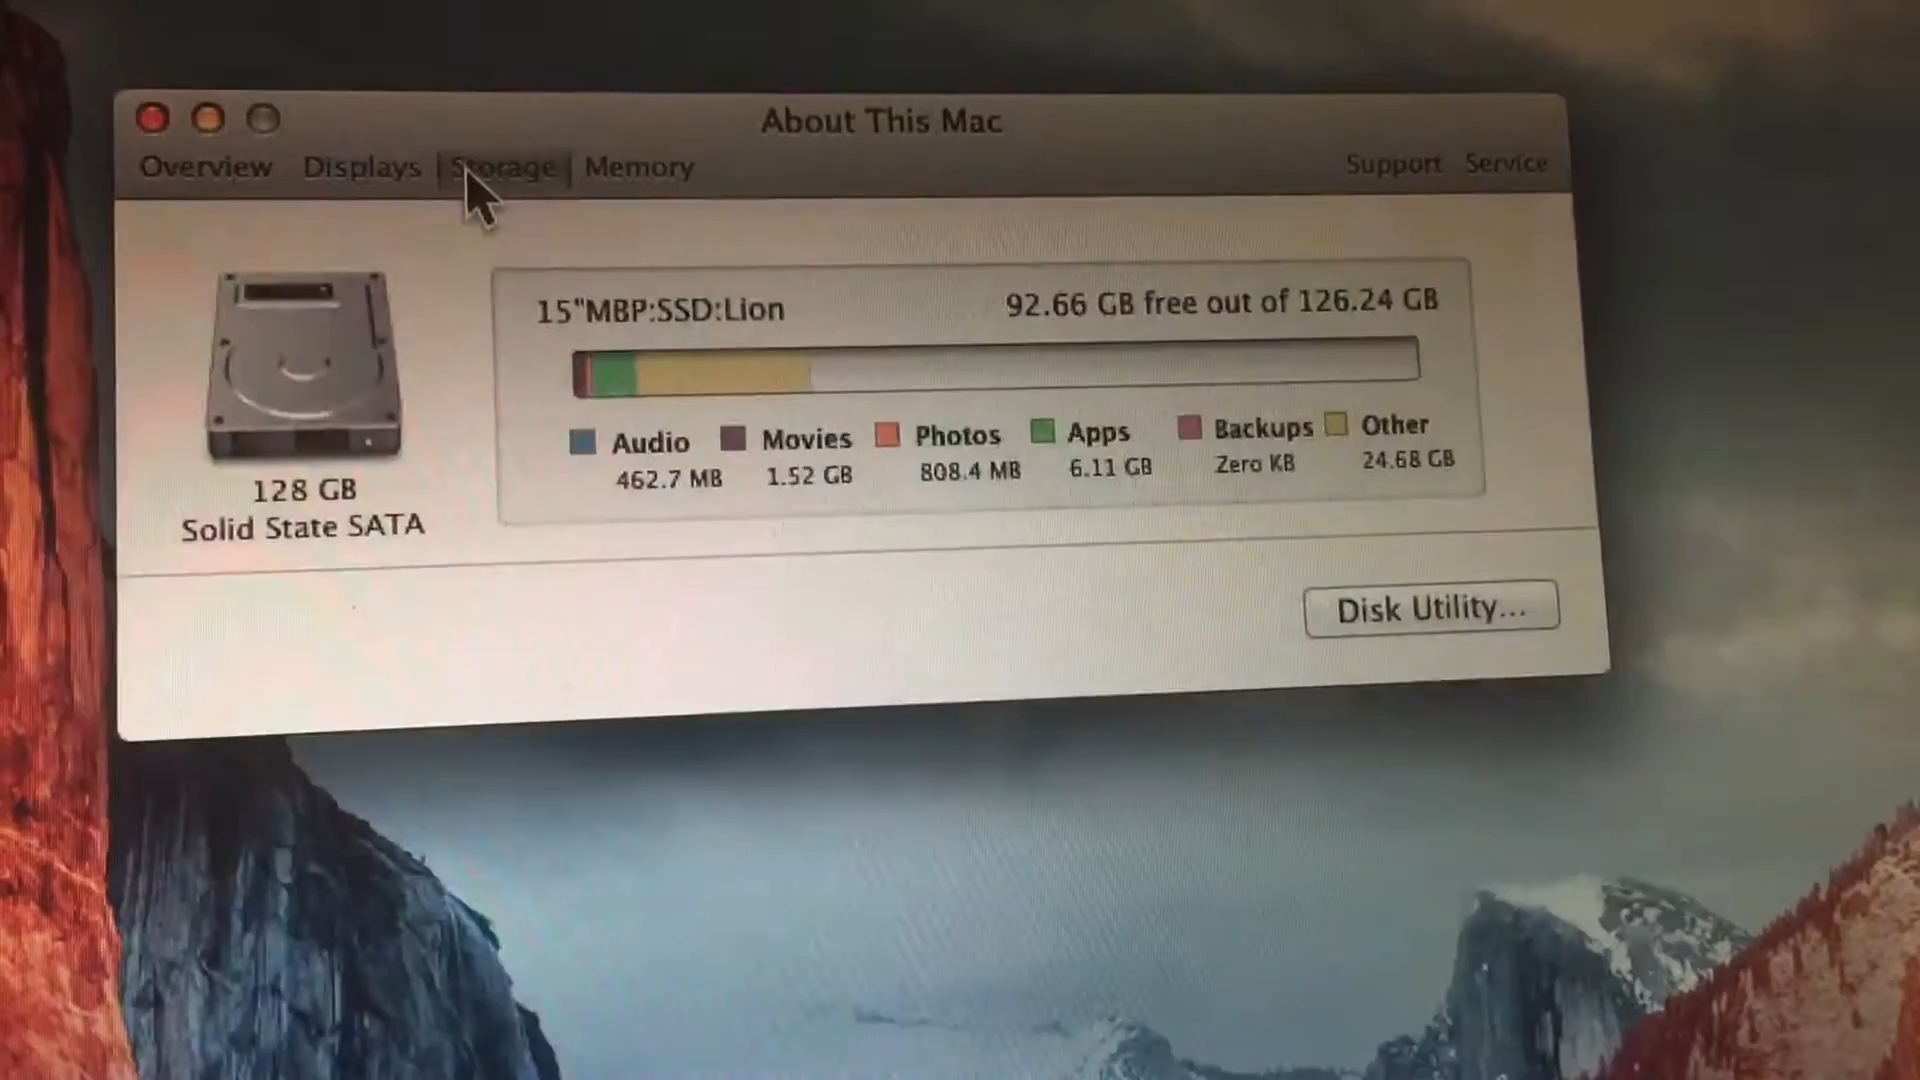 About This Mac
Overview Displays Storage Memory Support Service
15"MBP:SSD:Lion 92.66 GB free out of 126.24 GB
Audio Movies Photos Apps Backups Other
462.7 MB 1.52 GB 808.4 MB 6.11 GB Zero KB 24.68 GB
128 GB
Solid State SATA
Disk Utility...